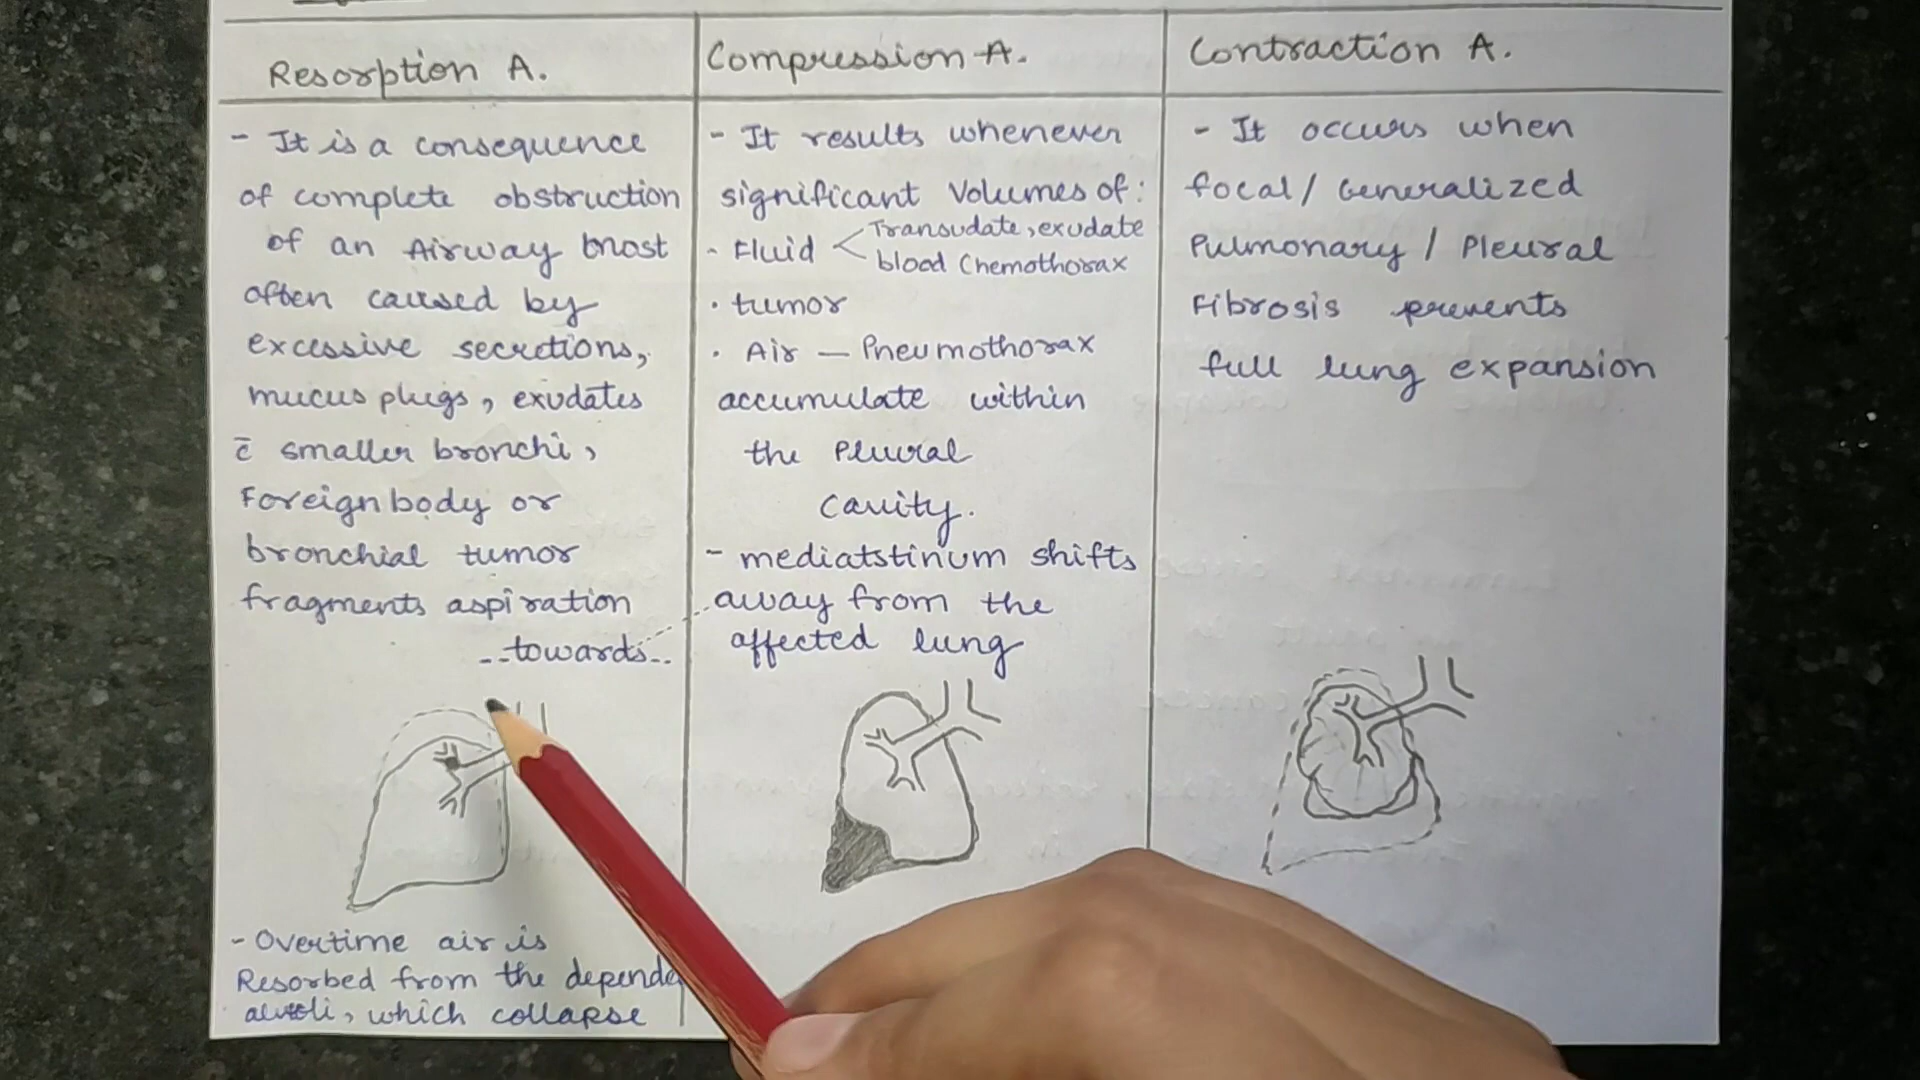 Resorption A.
- It is a consequence
of complete obstruction
of an Airway most
often caused by
excessive secretions,
mucus plugs, exudates
c̄ smaller bronchi,
Foreign body or
bronchial tumor
fragments aspiration
--towards--
- Overtime air is
Resorbed from the depende
alveoli, which collapse
Compression A.
- It results whenever
significant Volumes of:
· Fluid < Transudate, exudate
blood (hemothorax
· tumor
· Air — Pneumothorax
accumulate within
the Plural
cavity.
- mediatstinum shifts
away from the
affected lung
Contraction A.
- It occurs when
focal / Generalized
Pulmonary / Pleural
Fibrosis prevents
full lung expansion